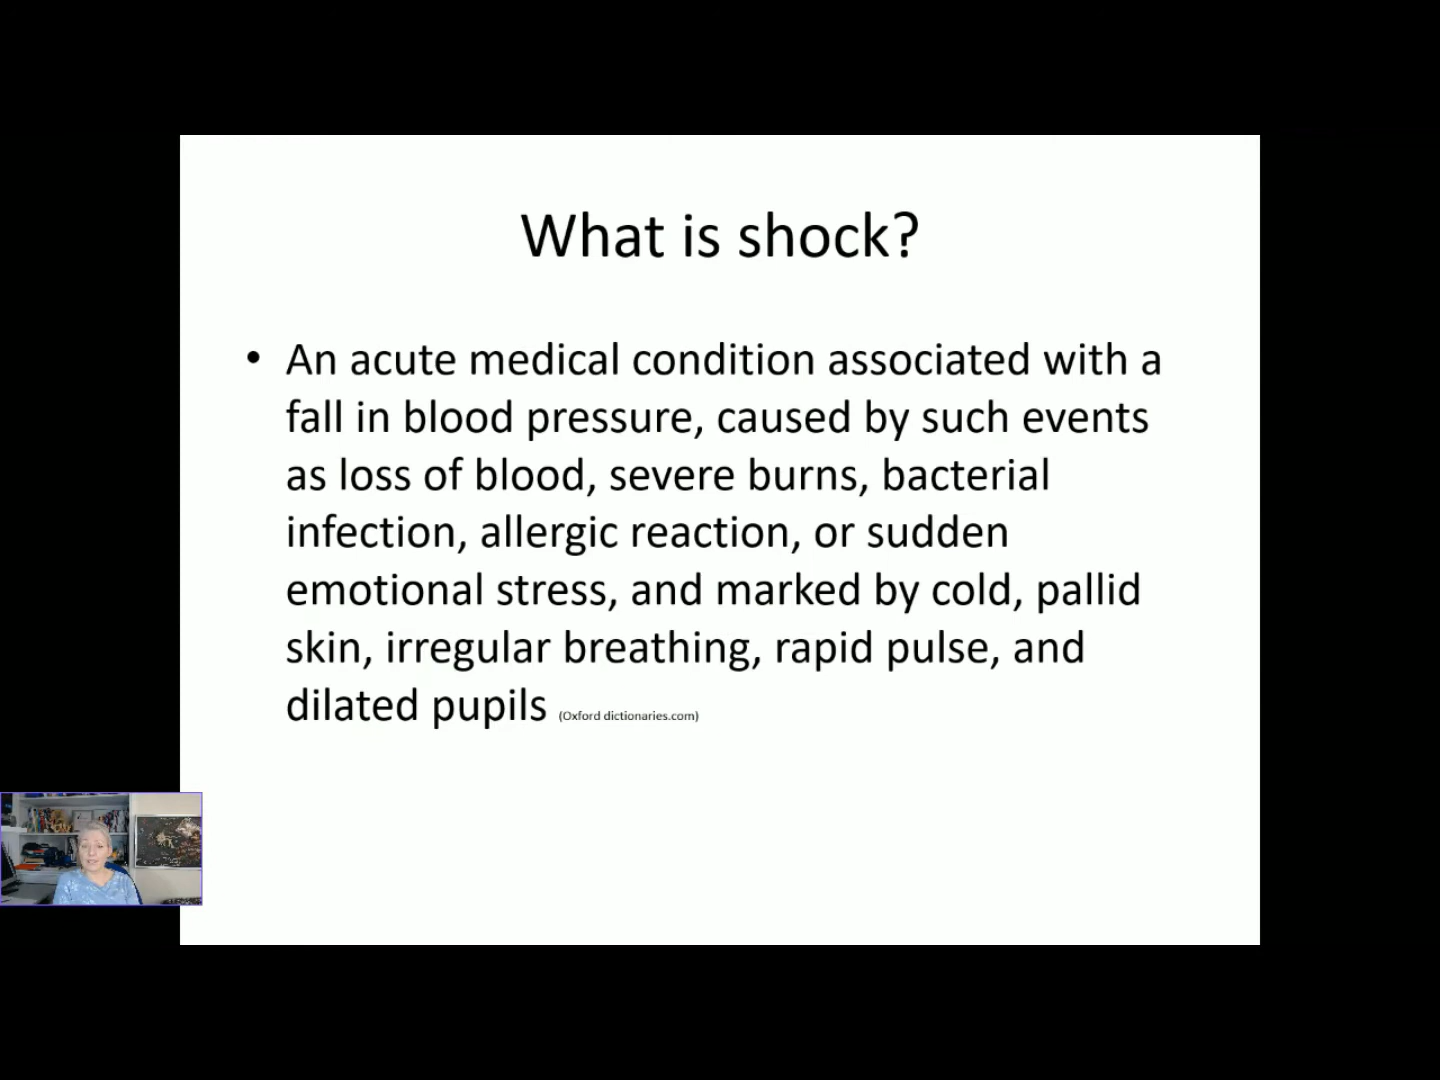 What is shock?
• An acute medical condition associated with a
fall in blood pressure, caused by such events
as loss of blood, severe burns, bacterial
infection, allergic reaction, or sudden
emotional stress, and marked by cold, pallid
skin, irregular breathing, rapid pulse, and
dilated pupils (Oxford dictionaries.com)